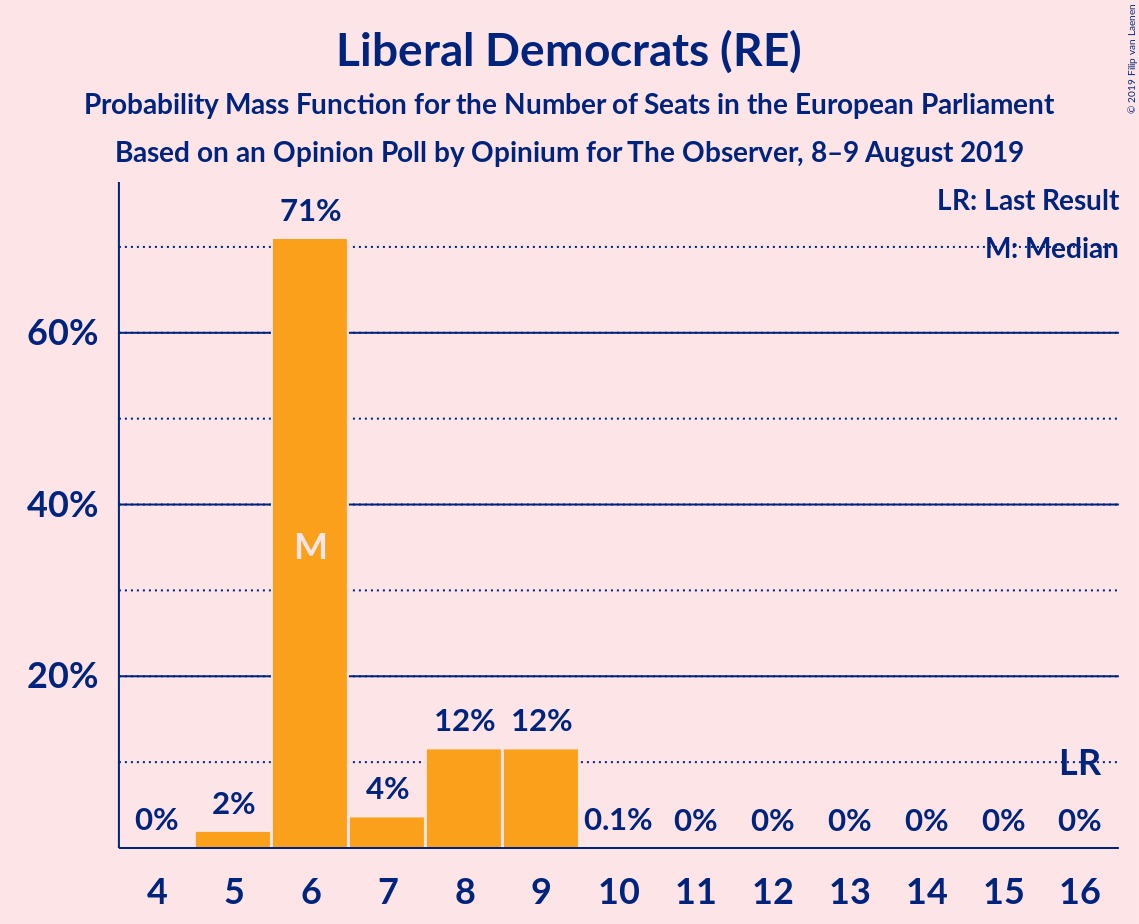 Liberal Democrats (RE)
Probability Mass Function for the Number of Seats in the European Parliament
Based on an Opinion Poll by Opinium for The Observer, 8–9 August 2019
© 2019 Filip van Laenen
LR: Last Result
M: Median
71%
60%
40%
M
20%
12% 12%
LR
4%
2%
0% 0.1% 0% 0% 0% 0% 0% 0%
4 5 6 7 8 9 10 11 12 13 14 15 16